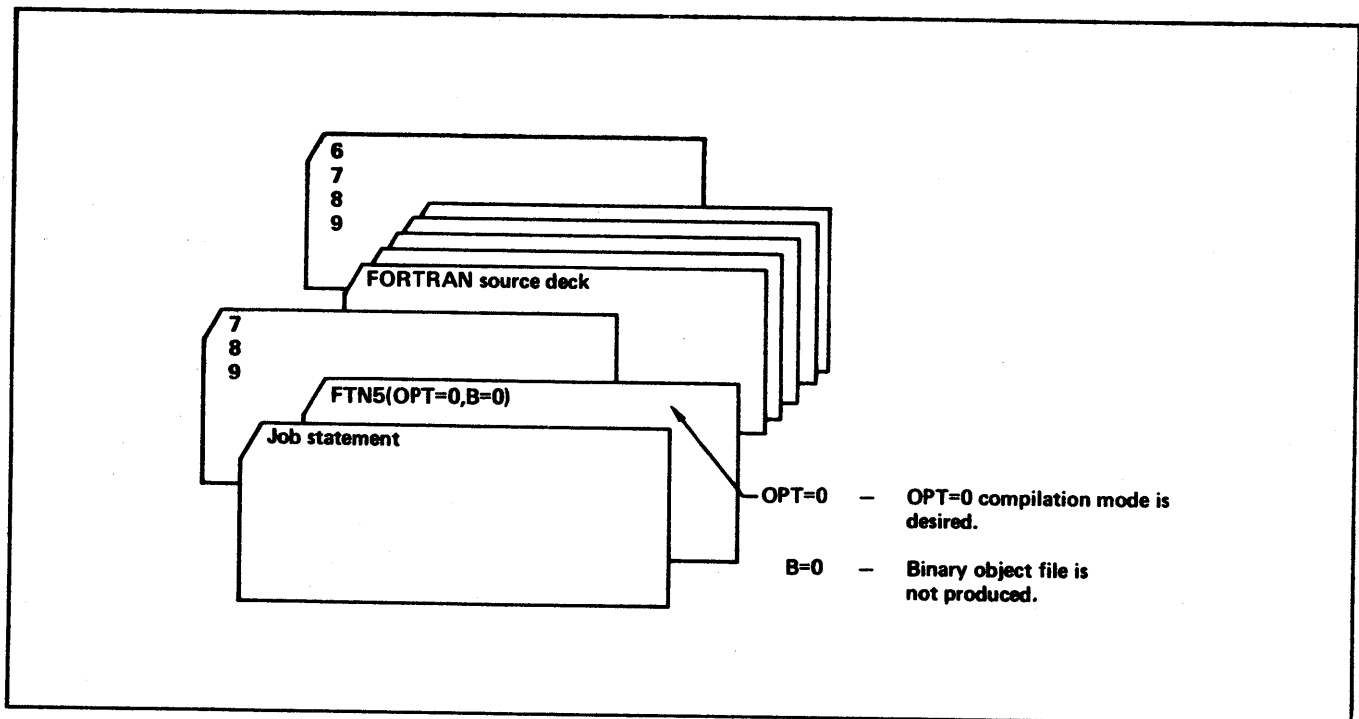 6
7
8
9
FORTRAN source deck
7
8
9
FTN5(OPT=0,B=0)
Job statement
OPT=0 – OPT=0 compilation mode is
desired.
B=0 – Binary object file is
not produced.